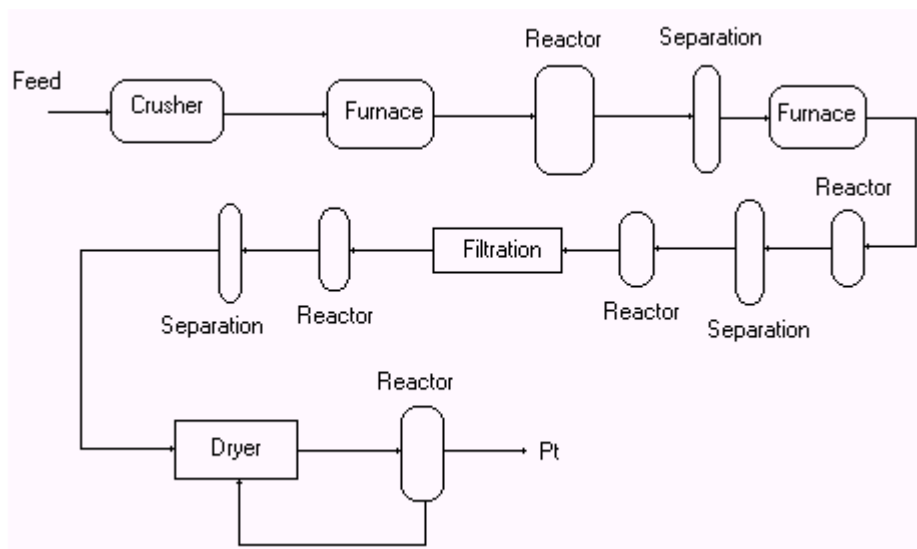 Reactor
Separation
Feed
Crusher
Furnace
Furnace
Reactor
Filtration
Separation
Reactor
Reactor
Separation
Reactor
Dryer
Pt